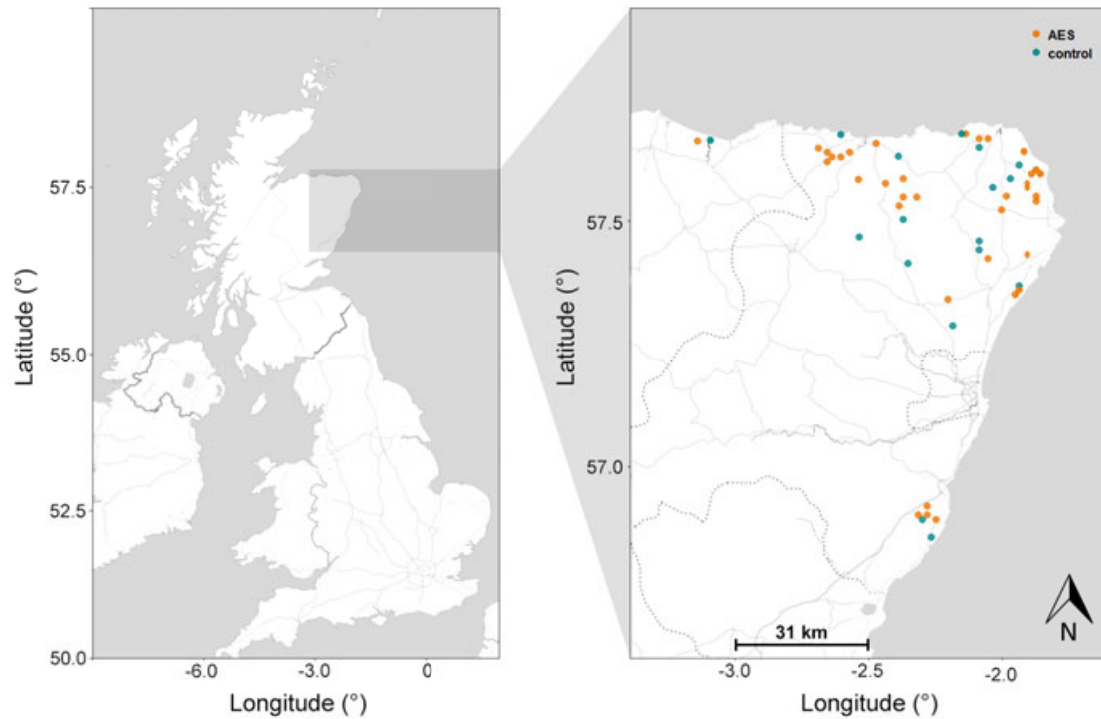 57.5
55.0
52.5
50.0
Latitude (°)
-6.0
-3.0
0
Longitude (°)
AES
control
57.5
57.0
Latitude (°)
31 km
N
-3.0
-2.5
-2.0
Longitude (°)